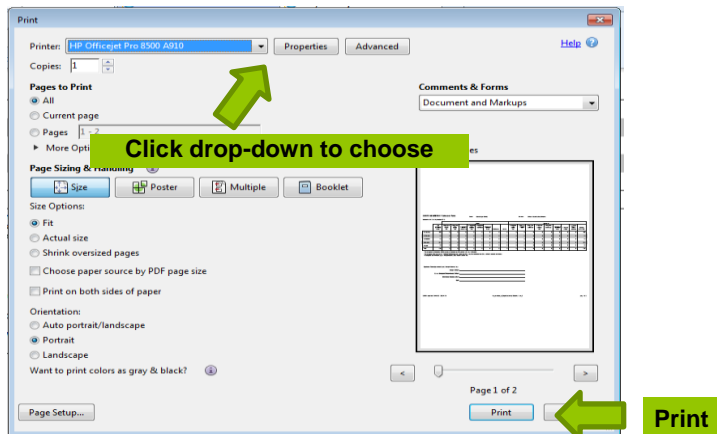 Print
Printer: HP Officejet Pro 8500 A910 Properties Advanced Help
Copies: 1
Pages to Print
All
Current page
Pages 1 - 2
More Opti
Comments & Forms
Document and Markups
Click drop-down to choose
es
Page Sizing & Handling
Size Poster Multiple Booklet
Size Options:
Fit
Actual size
Shrink oversized pages
Choose paper source by PDF page size
Print on both sides of paper
Orientation:
Auto portrait/landscape
Portrait
Landscape
Want to print colors as gray & black?
< >
Page 1 of 2
Page Setup... Print
Print